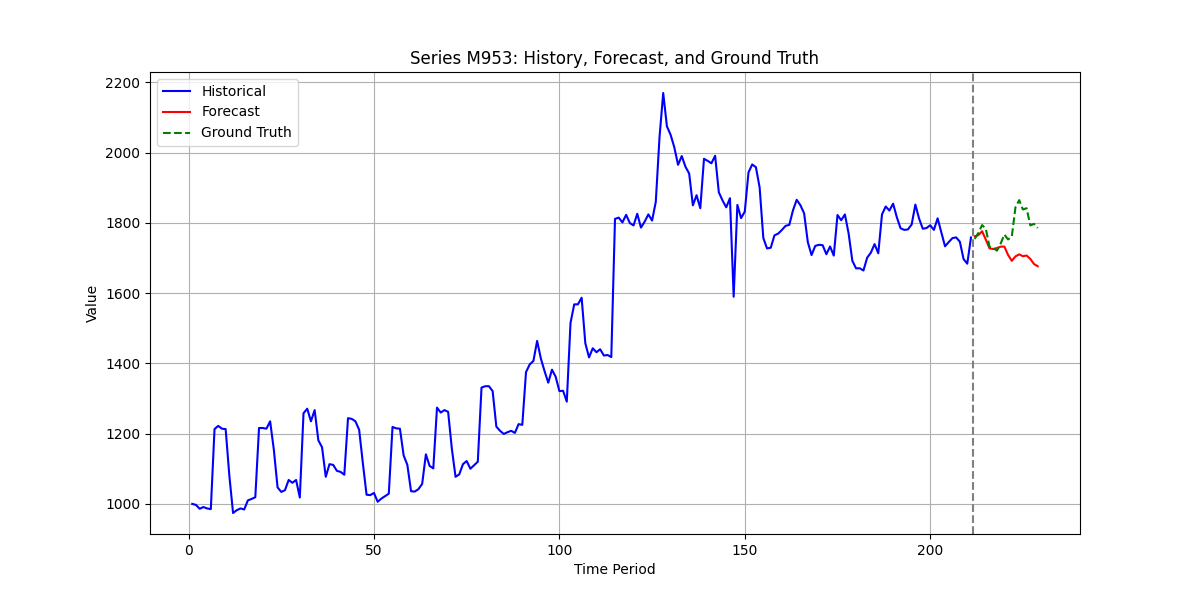 Series M953: History, Forecast, and Ground Truth
Historical
Forecast
Ground Truth
2200
2000
1800
1600
1400
1200
1000
Value
0 50 100 150 200
Time Period